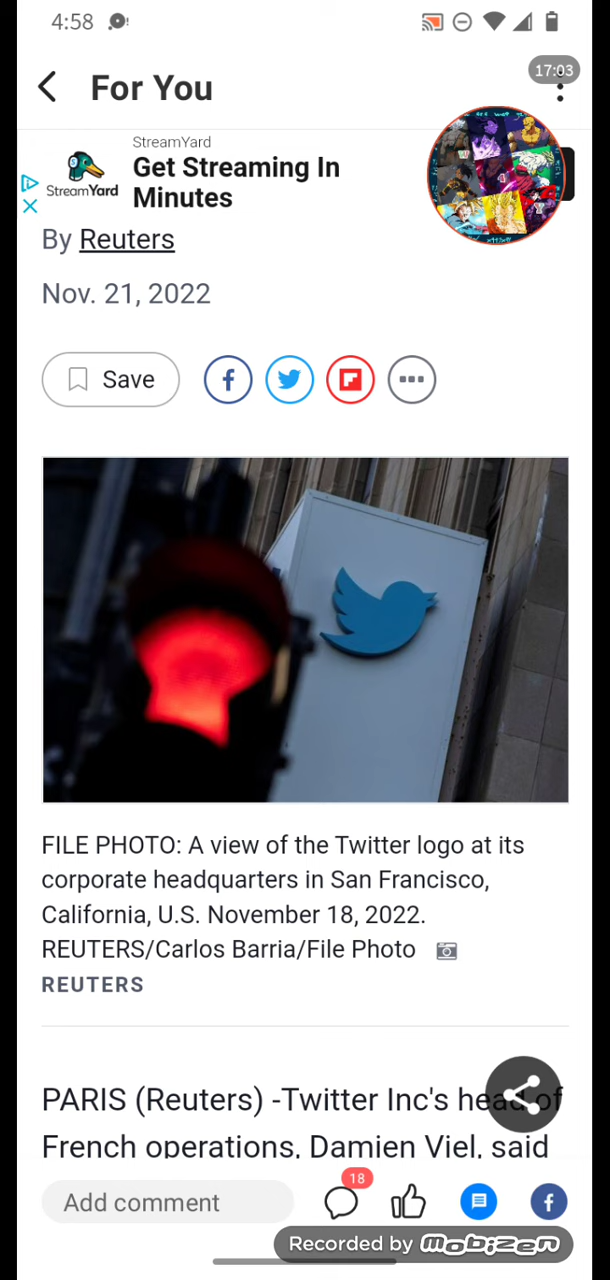 4:58
17:03
For You
StreamYard
Get Streaming In
Minutes
StreamYard
By Reuters
Nov. 21, 2022
Save
FILE PHOTO: A view of the Twitter logo at its
corporate headquarters in San Francisco,
California, U.S. November 18, 2022.
REUTERS/Carlos Barria/File Photo
REUTERS
PARIS (Reuters) -Twitter Inc's head of
French operations, Damien Viel, said
18
Add comment
Recorded by mobizen